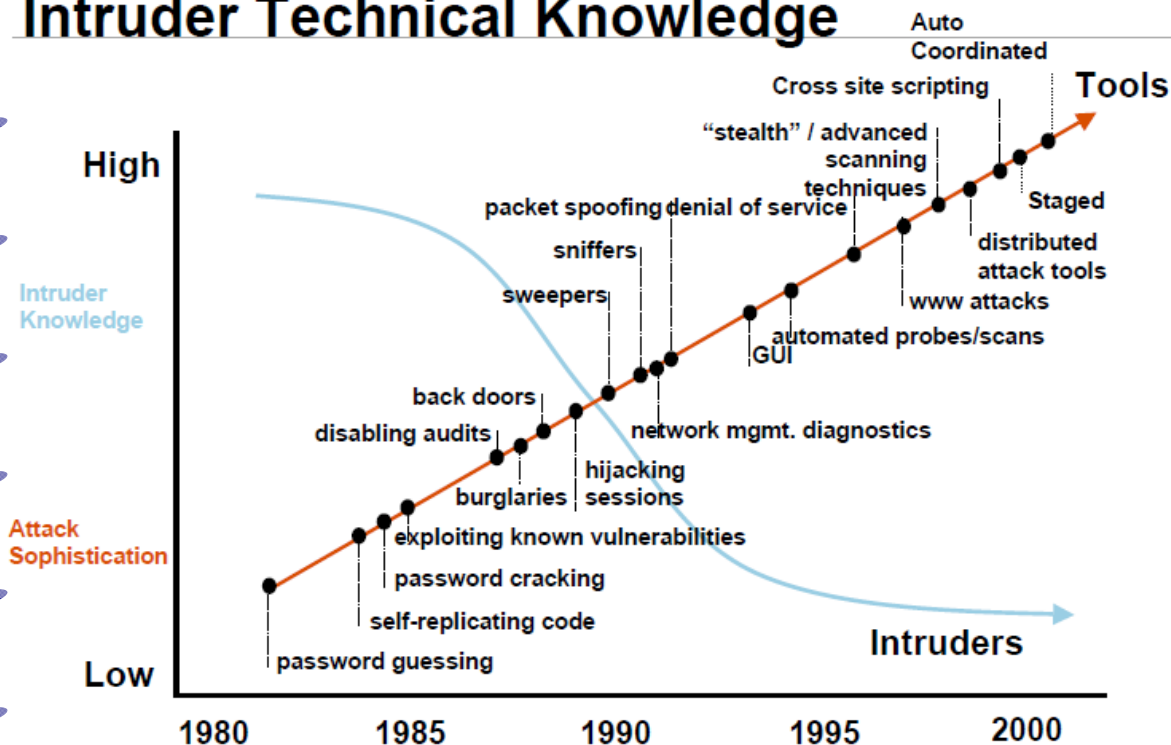 Intruder Technical Knowledge
Auto
Coordinated
Tools
Cross site scripting
High
“stealth” / advanced
scanning
techniques
packet spoofing
denial of service
Staged
sniffers
distributed
attack tools
Intruder
Knowledge
sweepers
www attacks
automated probes/scans
GUI
back doors
disabling audits
network mgmt. diagnostics
hijacking
sessions
burglaries
Attack
Sophistication
exploiting known vulnerabilities
password cracking
self-replicating code
Intruders
password guessing
Low
1980 1985 1990 1995 2000